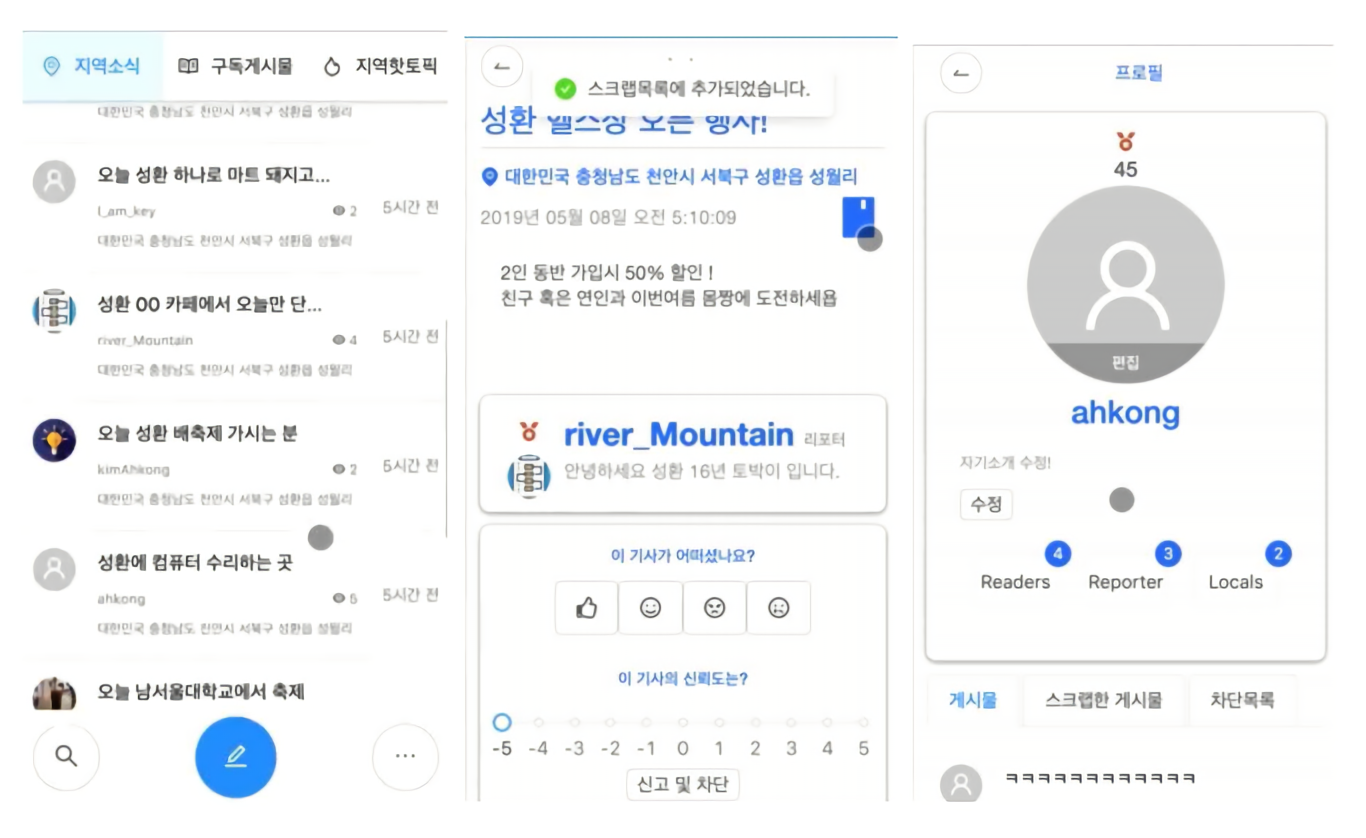 지역소식 구독게시물 지역핫토픽
대한민국 충청남도 천안시 서북구 성환읍 성월리
오늘 성환 하나로 마트 돼지고...
I_am_key 2 5시간 전
대한민국 충청남도 천안시 서북구 성환읍 성월리
성환 OO 카페에서 오늘만 단...
river_Mountain 4 5시간 전
대한민국 충청남도 천안시 서북구 성환읍 성월리
오늘 성환 배축제 가시는 분
kimAhkong 2 5시간 전
대한민국 충청남도 천안시 서북구 성환읍 성월리
성환에 컴퓨터 수리하는 곳
ahkong 5시간 전
대한민국 충청남도 천안시 서북구 성환읍 성월리
오늘 남서울대학교에서 축제
스크랩목록에 추가되었습니다.
성환 헬스장 오픈 행사!
대한민국 충청남도 천안시 서북구 성환읍 성월리
2019년 05월 08일 오전 5:10:09
2인 동반 가입시 50% 할인 !
친구 혹은 연인과 이번여름 몸짱에 도전하세욥
river_Mountain 리포터
안녕하세요 성환 16년 토박이 입니다.
이 기사가 어떠셨나요?
이 기사의 신뢰도는?
-5 -4 -3 -2 -1 0 1 2 3 4 5
신고 및 차단
프로필
45
편집
ahkong
자기소개 수정!
수정
4 3 2
Readers Reporter Locals
게시물 스크랩한 게시물 차단목록
ㅋㅋㅋㅋㅋㅋㅋㅋㅋㅋㅋㅋ